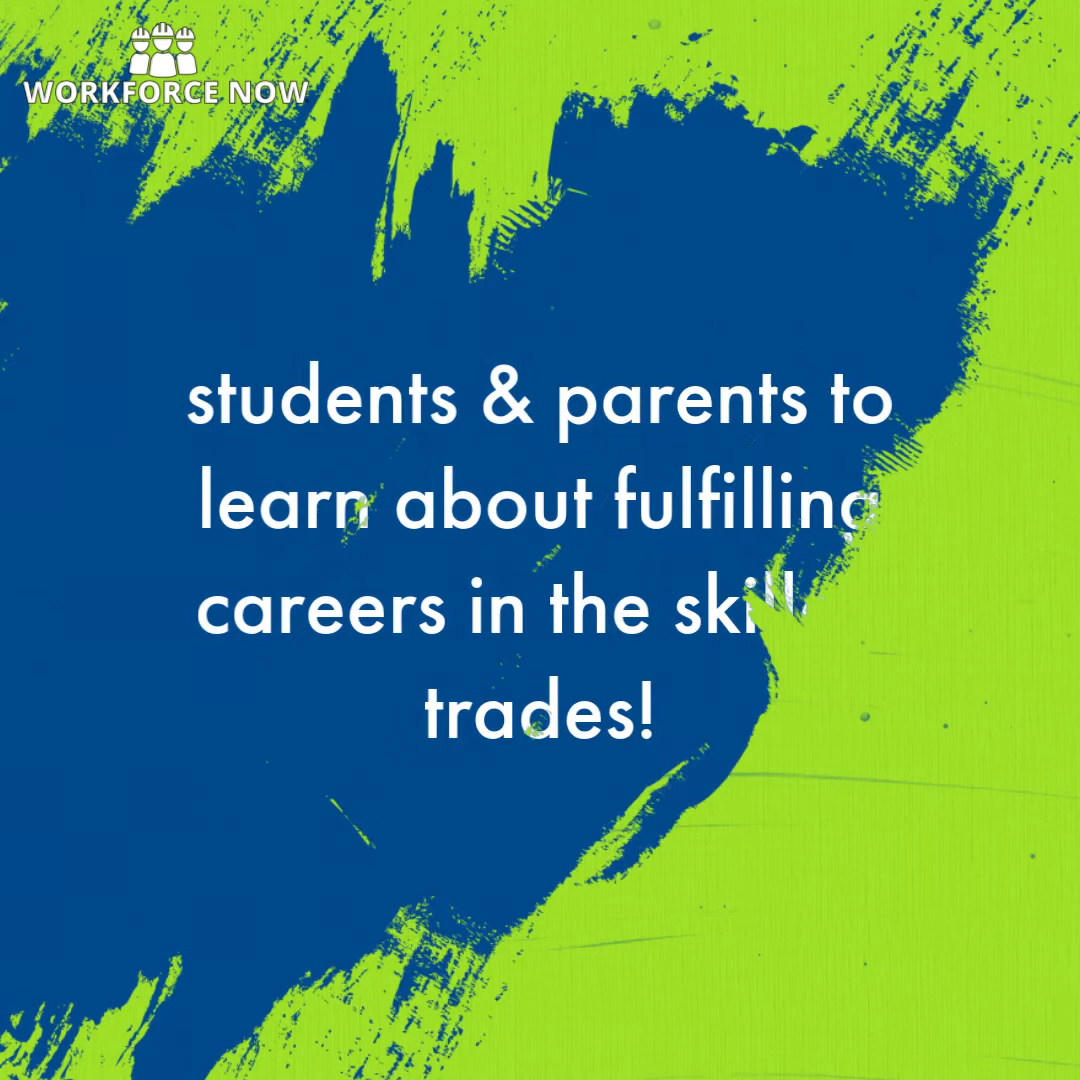 WORKFORCE NOW
students & parents to
learn about fulfilling
careers in the
trades!